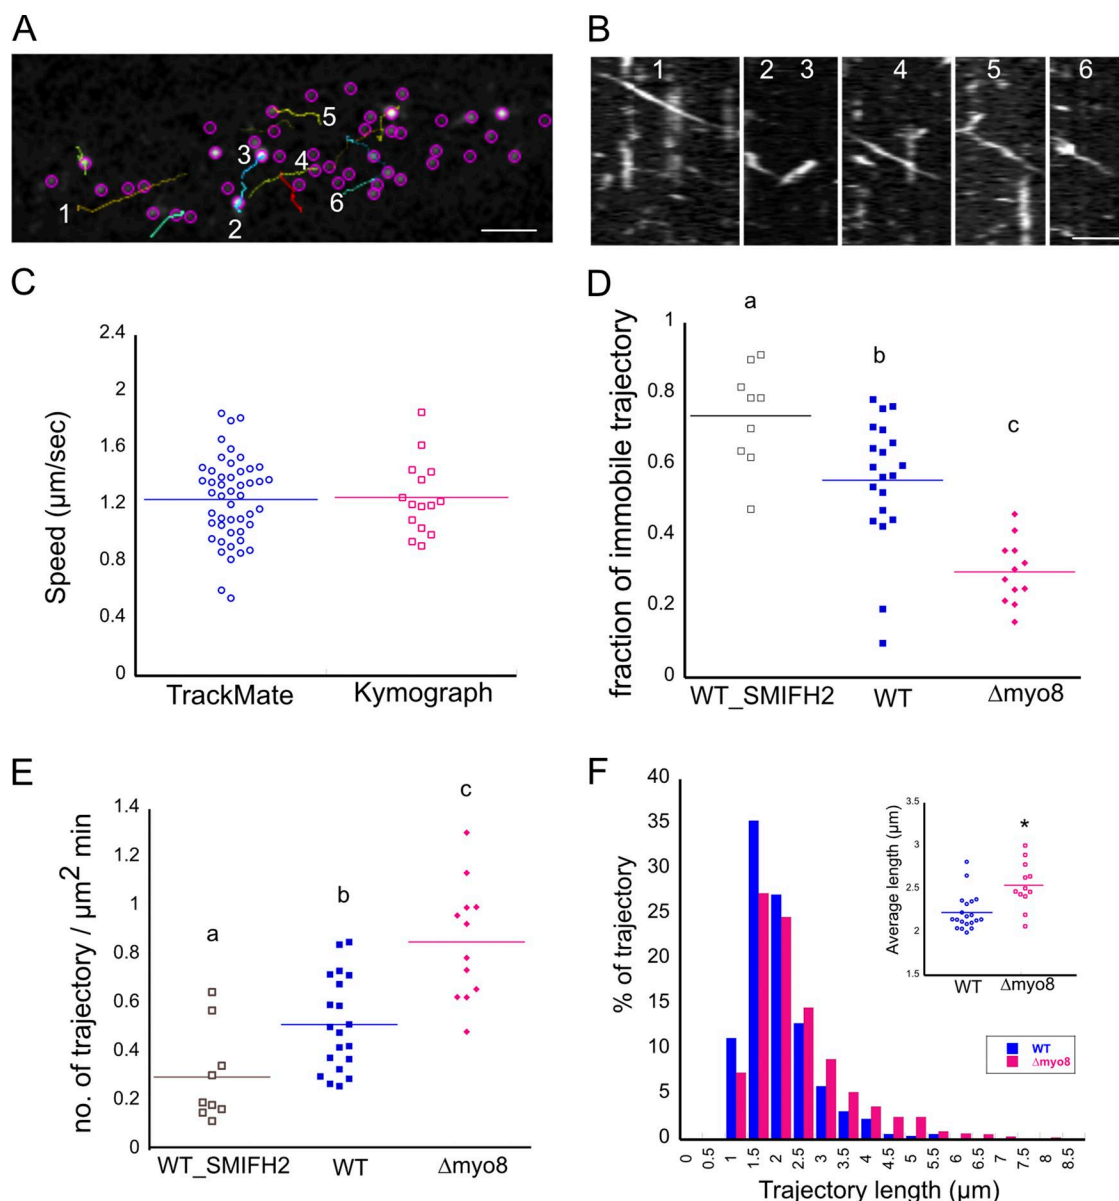 A
1
2
3
4
5
6
B
1 2 3 4 5 6
C
Speed (µm/sec)
2.4
2
1.6
1.2
0.8
0.4
0
TrackMate Kymograph
D
fraction of immobile trajectory
1
0.8
0.6
0.4
0.2
0
a
b
c
WT_SMIFH2 WT Δmyo8
E
no. of trajectory / µm² min
1.4
1.2
1
0.8
0.6
0.4
0.2
0
a
b
c
WT_SMIFH2 WT Δmyo8
F
% of trajectory
40
35
30
25
20
15
10
5
0
0 0.5 1 1.5 2 2.5 3 3.5 4 4.5 5 5.5 6 6.5 7.5 8.5
Trajectory length (µm)
Average length (µm)
3.5
3
2.5
2
1.5
*
WT Δmyo8
WT
Δmyo8